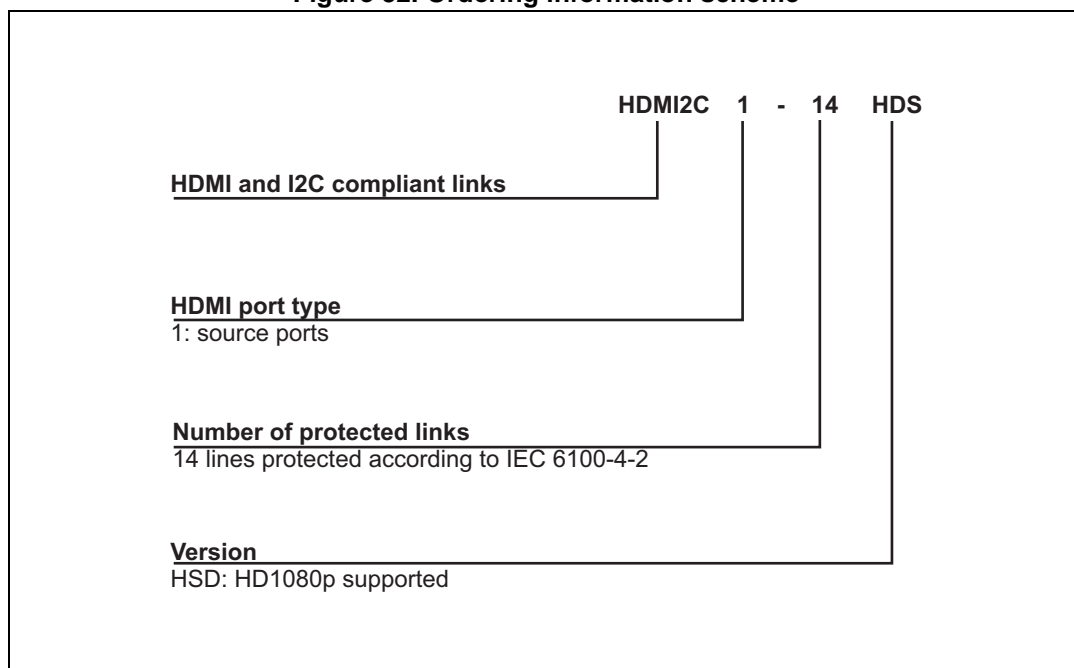 Figure Ordering information scheme
HDMI2C 1 - 14 HDS
HDMI and I2C compliant links
HDMI port type
1: source ports
Number of protected links
14 lines protected according to IEC 6100-4-2
Version
HSD: HD1080p supported